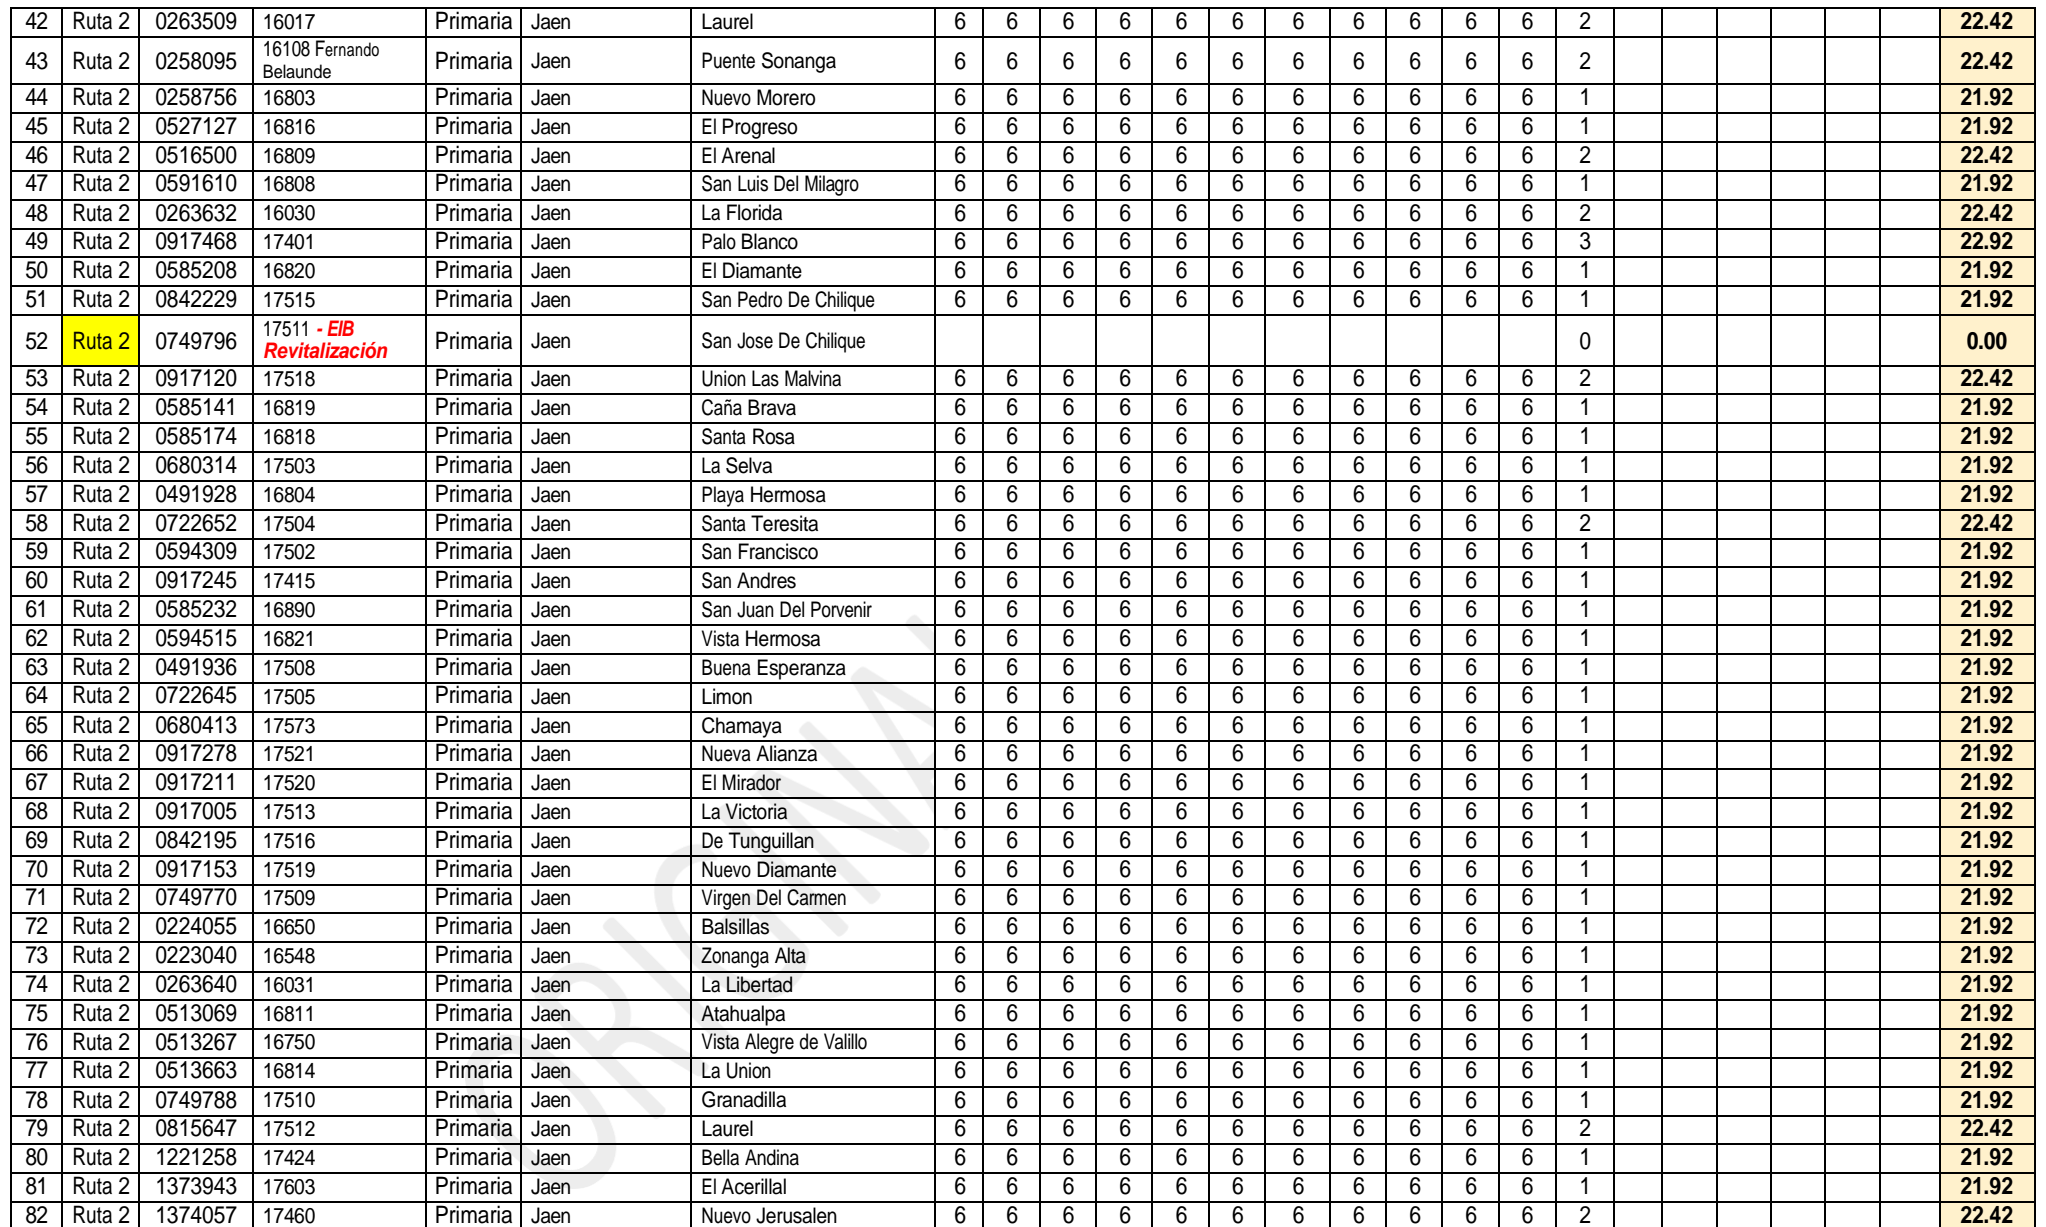 42 Ruta 2 0263509 16017 Primaria Jaen Laurel 6 6 6 6 6 6 6 6 6 6 6 2 22.42
43 Ruta 2 0258095 16108 Fernando Belaunde Primaria Jaen Puente Sonanga 6 6 6 6 6 6 6 6 6 6 6 2 22.42
44 Ruta 2 0258756 16803 Primaria Jaen Nuevo Morero 6 6 6 6 6 6 6 6 6 6 6 1 21.92
45 Ruta 2 0527127 16816 Primaria Jaen El Progreso 6 6 6 6 6 6 6 6 6 6 6 1 21.92
46 Ruta 2 0516500 16809 Primaria Jaen El Arenal 6 6 6 6 6 6 6 6 6 6 6 2 22.42
47 Ruta 2 0591610 16808 Primaria Jaen San Luis Del Milagro 6 6 6 6 6 6 6 6 6 6 6 1 21.92
48 Ruta 2 0263632 16030 Primaria Jaen La Florida 6 6 6 6 6 6 6 6 6 6 6 2 22.42
49 Ruta 2 0917468 17401 Primaria Jaen Palo Blanco 6 6 6 6 6 6 6 6 6 6 6 3 22.92
50 Ruta 2 0585208 16820 Primaria Jaen El Diamante 6 6 6 6 6 6 6 6 6 6 6 1 21.92
51 Ruta 2 0842229 17515 Primaria Jaen San Pedro De Chilique 6 6 6 6 6 6 6 6 6 6 6 1 21.92
52 Ruta 2 0749796 17511 - EIB Revitalización Primaria Jaen San Jose De Chilique 0 0.00
53 Ruta 2 0917120 17518 Primaria Jaen Union Las Malvina 6 6 6 6 6 6 6 6 6 6 6 2 22.42
54 Ruta 2 0585141 16819 Primaria Jaen Caña Brava 6 6 6 6 6 6 6 6 6 6 6 1 21.92
55 Ruta 2 0585174 16818 Primaria Jaen Santa Rosa 6 6 6 6 6 6 6 6 6 6 6 1 21.92
56 Ruta 2 0680314 17503 Primaria Jaen La Selva 6 6 6 6 6 6 6 6 6 6 6 1 21.92
57 Ruta 2 0491928 16804 Primaria Jaen Playa Hermosa 6 6 6 6 6 6 6 6 6 6 6 1 21.92
58 Ruta 2 0722652 17504 Primaria Jaen Santa Teresita 6 6 6 6 6 6 6 6 6 6 6 2 22.42
59 Ruta 2 0594309 17502 Primaria Jaen San Francisco 6 6 6 6 6 6 6 6 6 6 6 1 21.92
60 Ruta 2 0917245 17415 Primaria Jaen San Andres 6 6 6 6 6 6 6 6 6 6 6 1 21.92
61 Ruta 2 0585232 16890 Primaria Jaen San Juan Del Porvenir 6 6 6 6 6 6 6 6 6 6 6 1 21.92
62 Ruta 2 0594515 16821 Primaria Jaen Vista Hermosa 6 6 6 6 6 6 6 6 6 6 6 1 21.92
63 Ruta 2 0491936 17508 Primaria Jaen Buena Esperanza 6 6 6 6 6 6 6 6 6 6 6 1 21.92
64 Ruta 2 0722645 17505 Primaria Jaen Limon 6 6 6 6 6 6 6 6 6 6 6 1 21.92
65 Ruta 2 0680413 17573 Primaria Jaen Chamaya 6 6 6 6 6 6 6 6 6 6 6 1 21.92
66 Ruta 2 0917278 17521 Primaria Jaen Nueva Alianza 6 6 6 6 6 6 6 6 6 6 6 1 21.92
67 Ruta 2 0917211 17520 Primaria Jaen El Mirador 6 6 6 6 6 6 6 6 6 6 6 1 21.92
68 Ruta 2 0917005 17513 Primaria Jaen La Victoria 6 6 6 6 6 6 6 6 6 6 6 1 21.92
69 Ruta 2 0842195 17516 Primaria Jaen De Tunguillan 6 6 6 6 6 6 6 6 6 6 6 1 21.92
70 Ruta 2 0917153 17519 Primaria Jaen Nuevo Diamante 6 6 6 6 6 6 6 6 6 6 6 1 21.92
71 Ruta 2 0749770 17509 Primaria Jaen Virgen Del Carmen 6 6 6 6 6 6 6 6 6 6 6 1 21.92
72 Ruta 2 0224055 16650 Primaria Jaen Balsillas 6 6 6 6 6 6 6 6 6 6 6 1 21.92
73 Ruta 2 0223040 16548 Primaria Jaen Zonanga Alta 6 6 6 6 6 6 6 6 6 6 6 1 21.92
74 Ruta 2 0263640 16031 Primaria Jaen La Libertad 6 6 6 6 6 6 6 6 6 6 6 1 21.92
75 Ruta 2 0513069 16811 Primaria Jaen Atahualpa 6 6 6 6 6 6 6 6 6 6 6 1 21.92
76 Ruta 2 0513267 16750 Primaria Jaen Vista Alegre de Valillo 6 6 6 6 6 6 6 6 6 6 6 1 21.92
77 Ruta 2 0513663 16814 Primaria Jaen La Union 6 6 6 6 6 6 6 6 6 6 6 1 21.92
78 Ruta 2 0749788 17510 Primaria Jaen Granadilla 6 6 6 6 6 6 6 6 6 6 6 1 21.92
79 Ruta 2 0815647 17512 Primaria Jaen Laurel 6 6 6 6 6 6 6 6 6 6 6 2 22.42
80 Ruta 2 1221258 17424 Primaria Jaen Bella Andina 6 6 6 6 6 6 6 6 6 6 6 1 21.92
81 Ruta 2 1373943 17603 Primaria Jaen El Acerillal 6 6 6 6 6 6 6 6 6 6 6 1 21.92
82 Ruta 2 1374057 17460 Primaria Jaen Nuevo Jerusalen 6 6 6 6 6 6 6 6 6 6 6 2 22.42